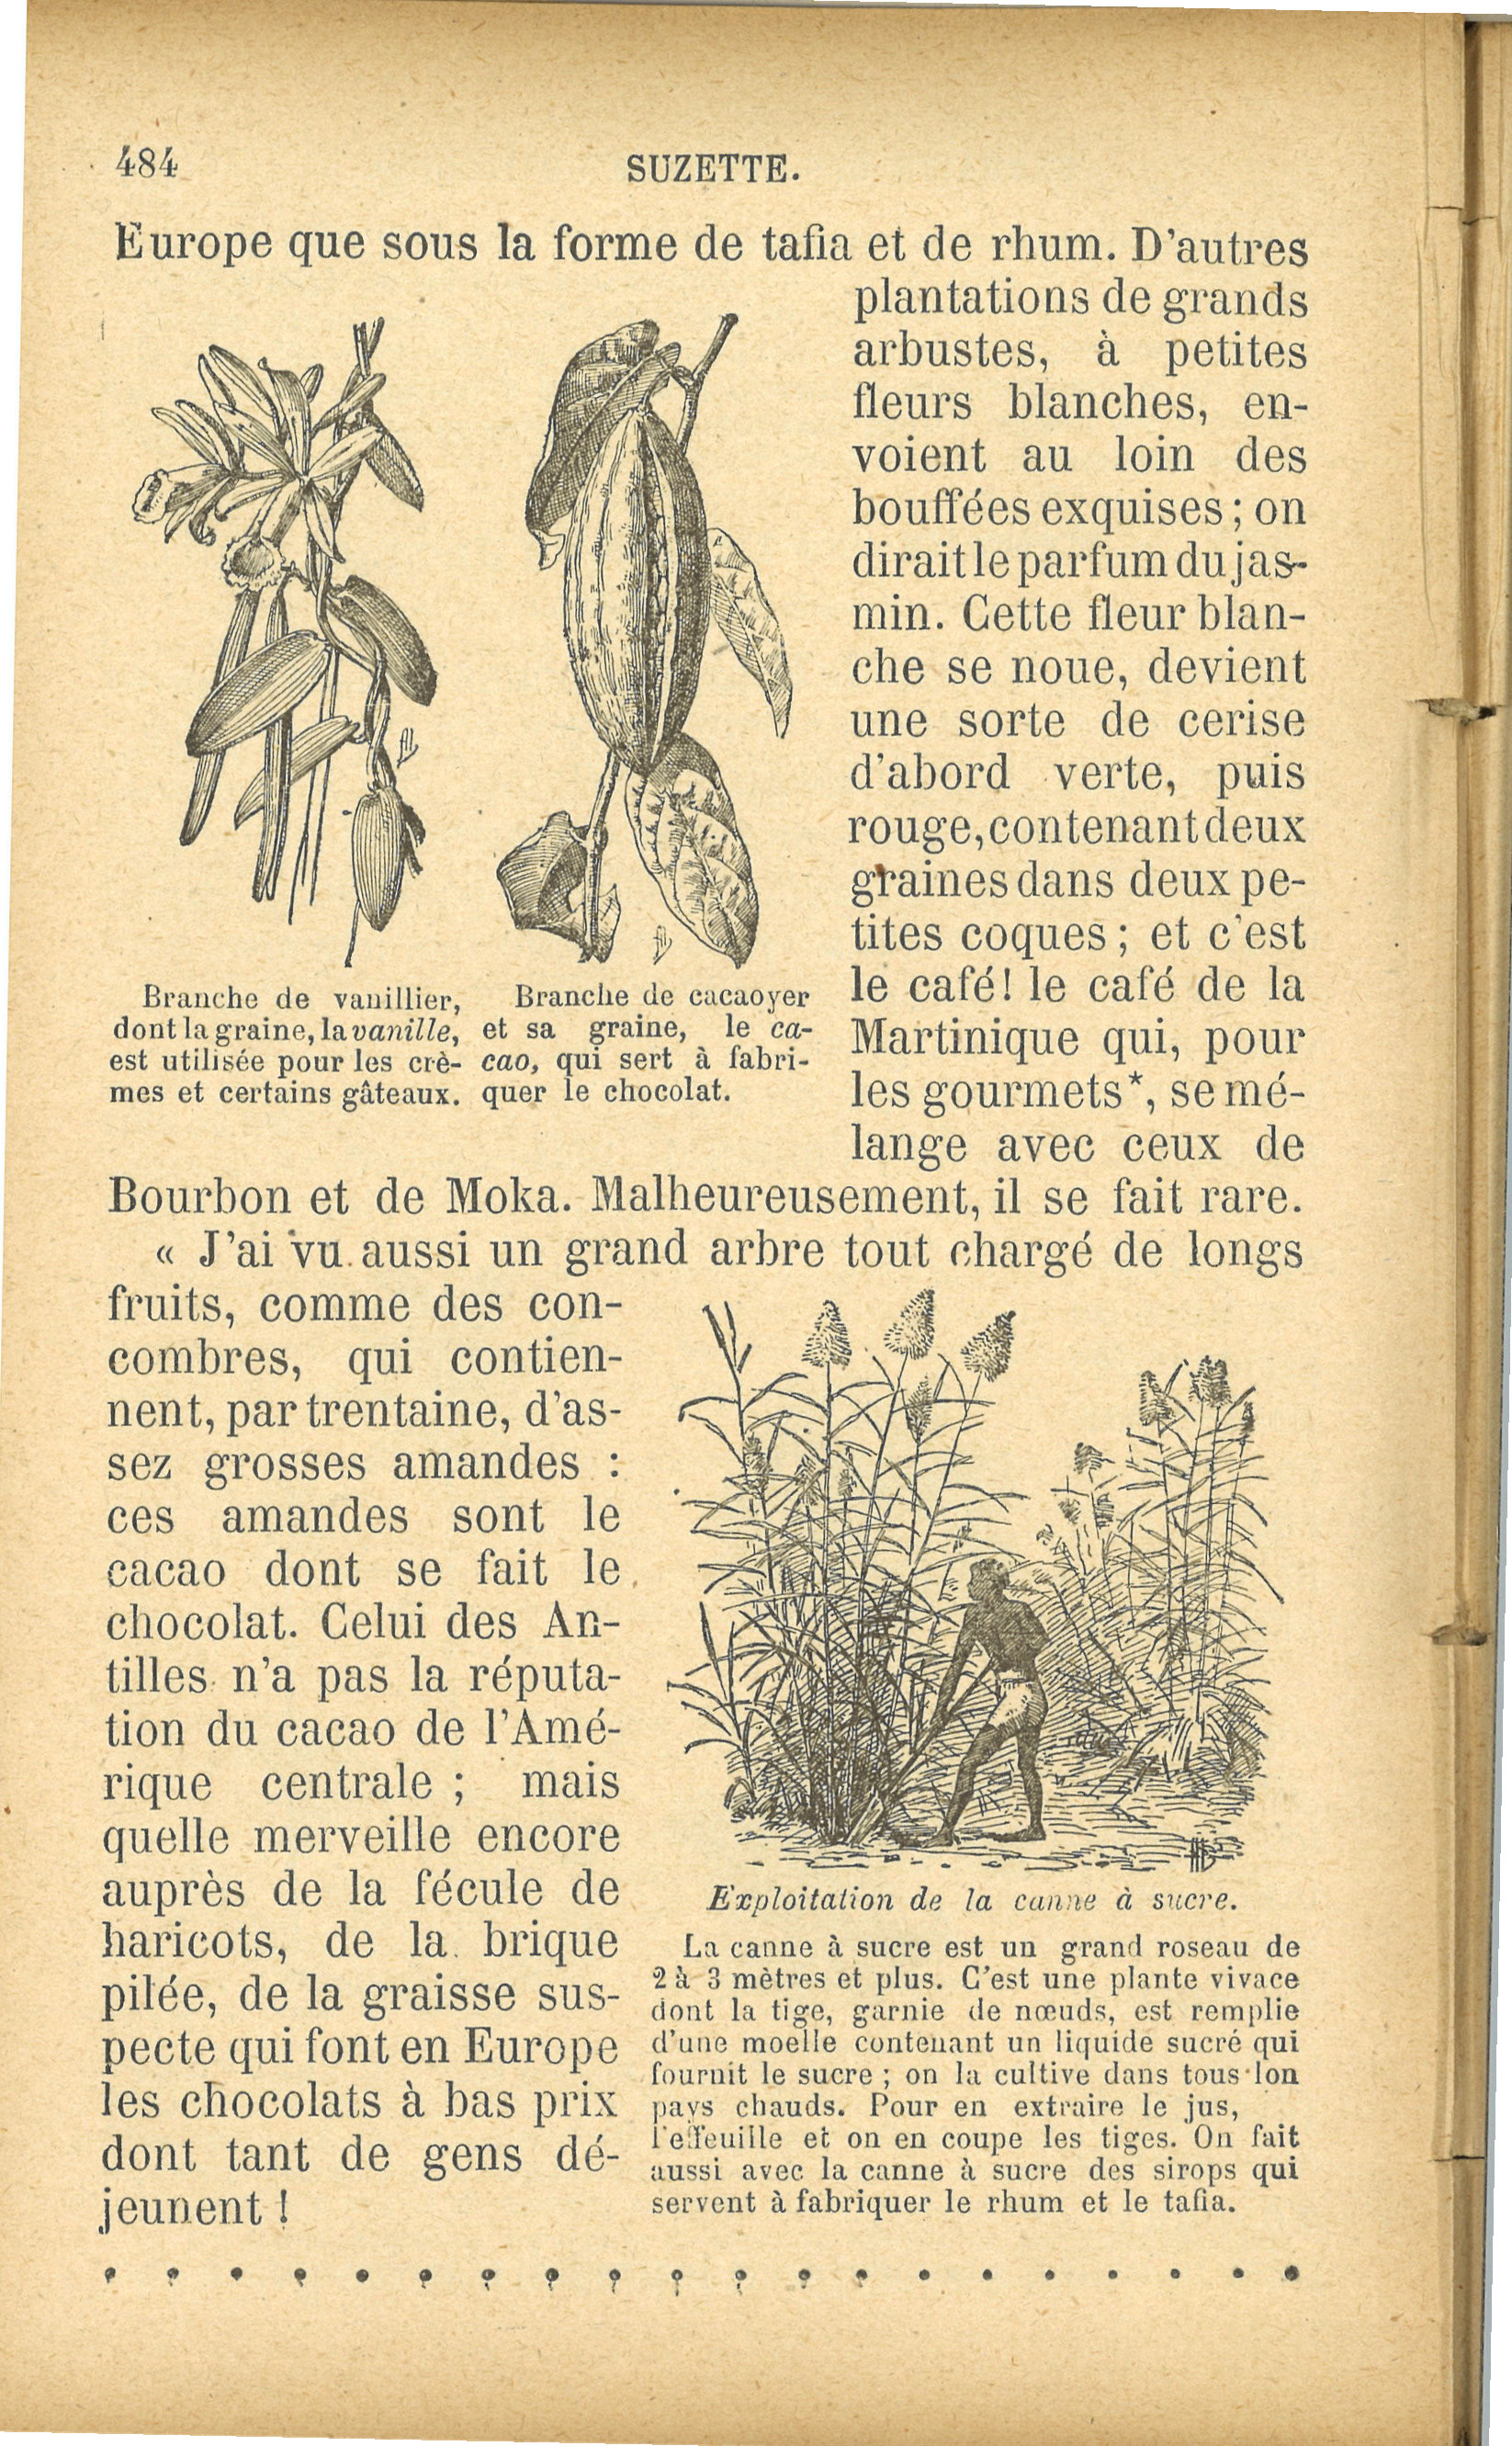 484
SUZETTE.
Europe que sous la forme de tafia et de rhum. D'autres
plantations de grands
arbustes, à petites
fleurs blanches, en-
voient au loin des
bouffées exquises ; on
dirait le parfum du jas-
min. Cette fleur blan-
che se noue, devient
une sorte de cerise
d'abord verte, puis
rouge, contenant deux
graines dans deux pe-
tites coques ; et c'est
le café! le café de la
Martinique qui, pour
les gourmets*, se mé-
lange avec ceux de
Branche de vanillier,
dont la graine, la vanille,
est utilisée pour les crè-
mes et certains gâteaux.
Branche de cacaoyer
et sa graine, le ca-
cao, qui sert à fabri-
quer le chocolat.
Bourbon et de Moka. Malheureusement, il se fait rare.
« J'ai vu aussi un grand arbre tout chargé de longs
fruits, comme des con-
combres, qui contien-
nent, par trentaine, d'as-
sez grosses amandes :
ces amandes sont le
cacao dont se fait le
chocolat. Celui des An-
tilles n'a pas la réputa-
tion du cacao de l'Amé-
rique centrale ; mais
quelle merveille encore
auprès de la fécule de
haricots, de la brique
pilée, de la graisse sus-
pecte qui font en Europe
les chocolats à bas prix
dont tant de gens dé-
jeunent !
Exploitation de la canne à sucre.
La canne à sucre est un grand roseau de
2 à 3 mètres et plus. C'est une plante vivace
dont la tige, garnie de nœuds, est remplie
d'une moelle contenant un liquide sucré qui
fournit le sucre ; on la cultive dans tous lon
pays chauds. Pour en extraire le jus,
l'effeuille et on en coupe les tiges. On fait
aussi avec la canne à sucre des sirops qui
servent à fabriquer le rhum et le tafia.
. . . . . . . . . . . . . . . . . . . .